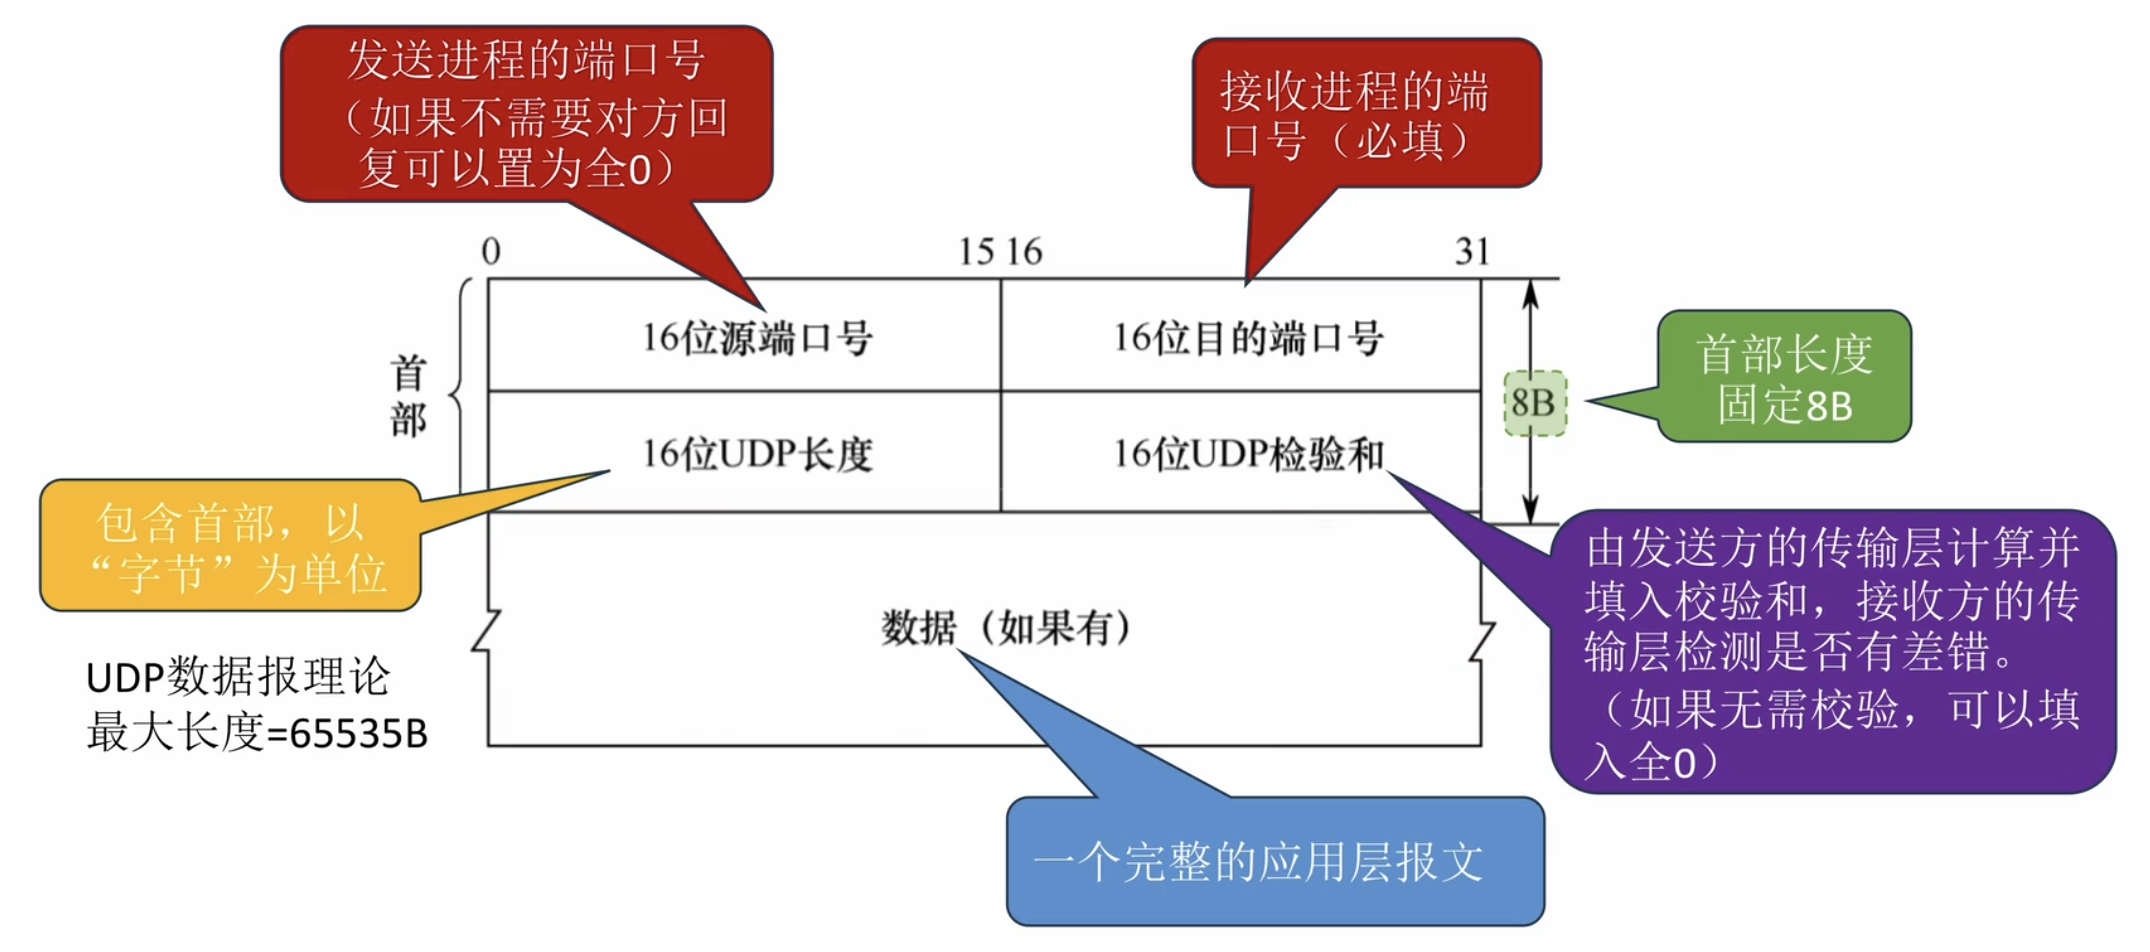 发送进程的端口号
（如果不需要对方回
复可以置为全0）
接收进程的端
口号（必填）
0
15 16
31
首
部
16位源端口号
16位目的端口号
8B
首部长度
固定8B
16位UDP长度
16位UDP检验和
包含首部，以
“字节”为单位
由发送方的传输层计算并
填入校验和，接收方的传
输层检测是否有差错。
（如果无需校验，可以填
入全0）
数据（如果有）
UDP数据报理论
最大长度=65535B
一个完整的应用层报文